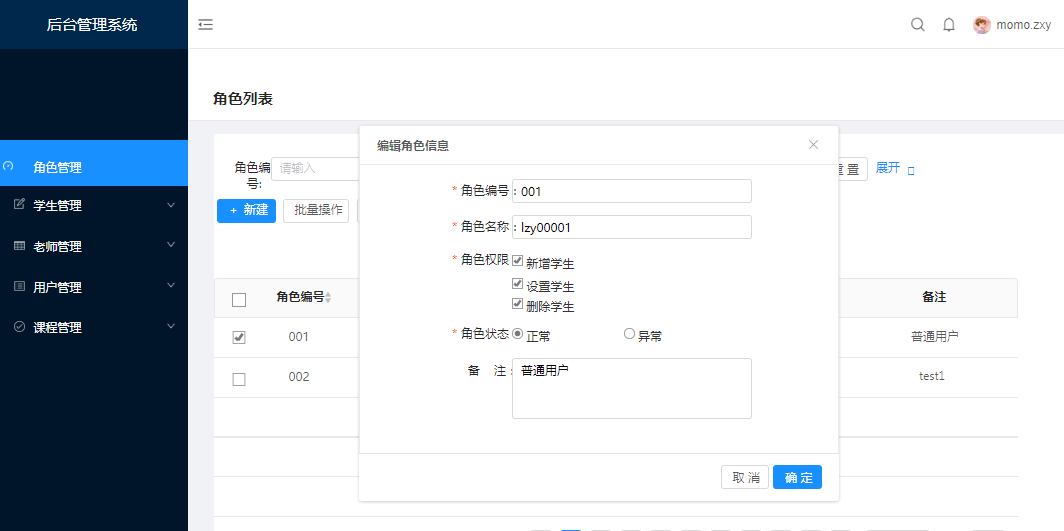 后台管理系统
momo.zxy
角色列表
角色管理
学生管理
老师管理
用户管理
课程管理
角色编号:
请输入
重 置
展开
+ 新建
批量操作
角色编号
备注
001
普通用户
002
test1
编辑角色信息
* 角色编号: 001
* 角色名称: lzy00001
* 角色权限 新增学生
设置学生
删除学生
* 角色状态 正常 异常
备 注: 普通用户
取 消
确 定